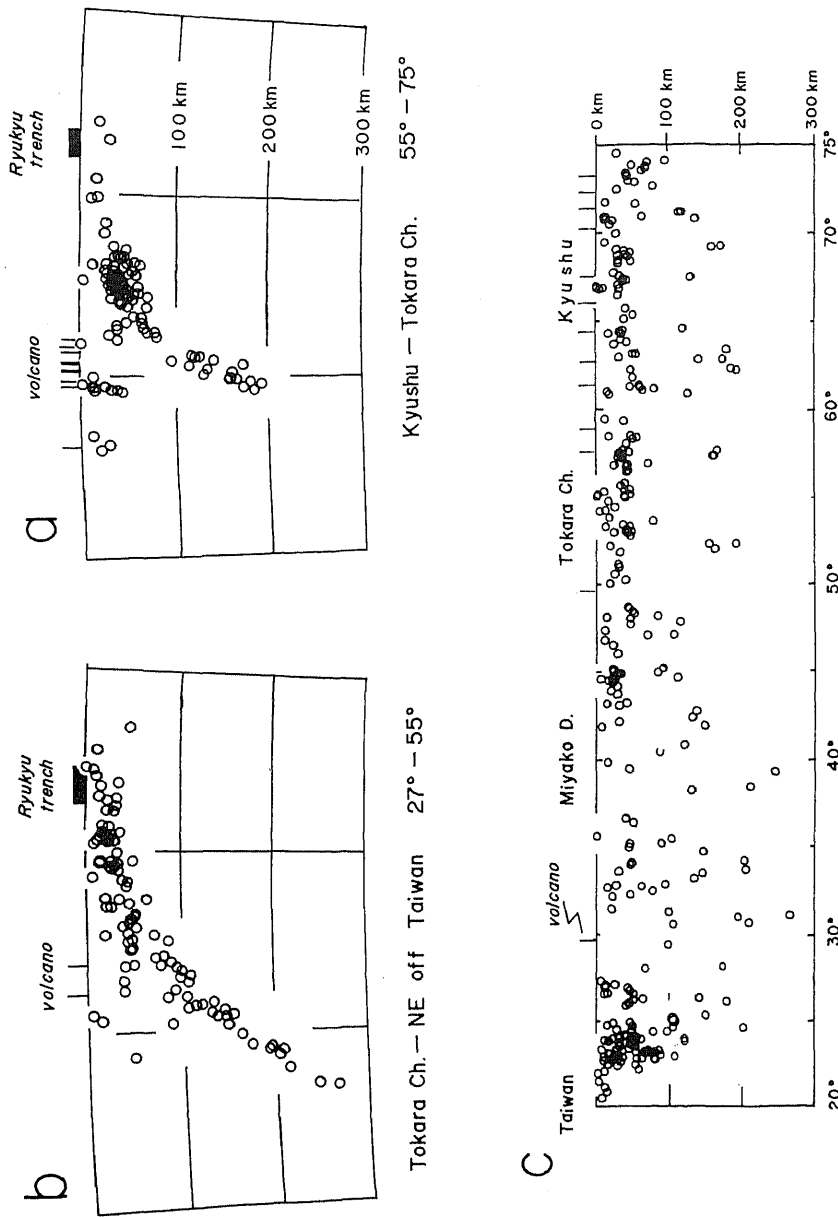 a
volcano
Ryukyu
trench
100 km
200 km
300 km
Kyushu – Tokara Ch. 55° – 75°
b
volcano
Ryukyu
trench
Tokara Ch. – NE off Taiwan 27° – 55°
C
Taiwan
volcano
Miyako D.
Tokara Ch.
Kyushu
0 km
100 km
200 km
300 km
20°
30°
40°
50°
60°
70°
75°